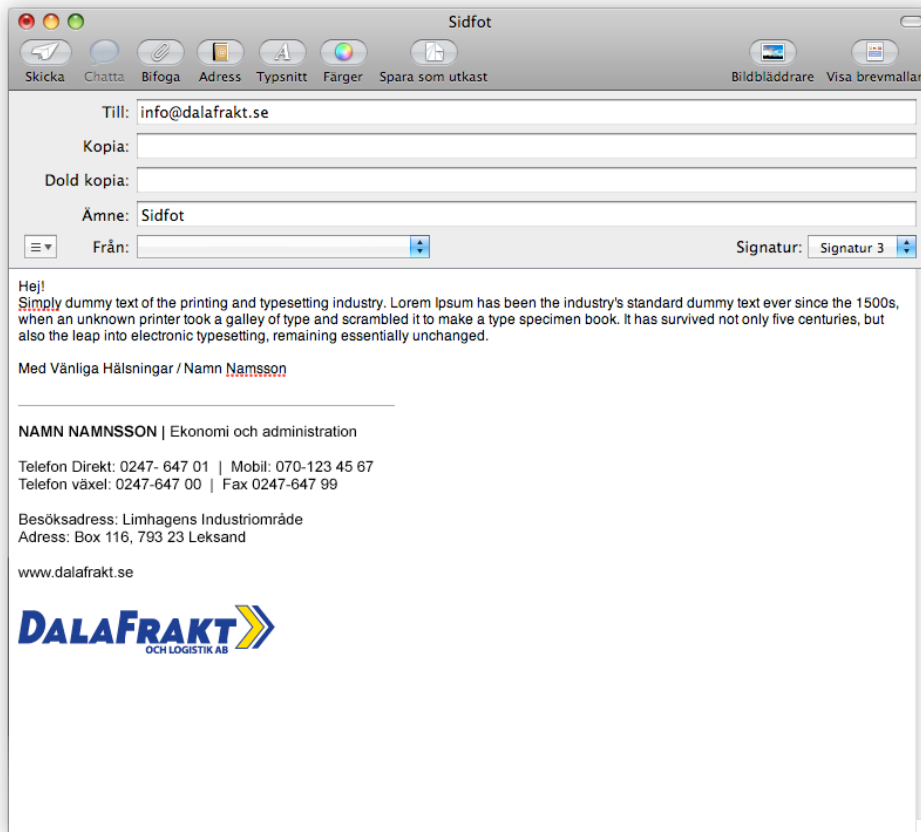 Sidfot
Skicka Chatta Bifoga Adress Typsnitt Färger Spara som utkast Bildbläddrare Visa brevmallar
Till: info@dalafrakt.se
Kopia:
Dold kopia:
Ämne: Sidfot
Från: Signatur: Signatur 3
Hej!
Simply dummy text of the printing and typesetting industry. Lorem Ipsum has been the industry's standard dummy text ever since the 1500s,
when an unknown printer took a galley of type and scrambled it to make a type specimen book. It has survived not only five centuries, but
also the leap into electronic typesetting, remaining essentially unchanged.
Med Vänliga Hälsningar / Namn Namsson
NAMN NAMNSSON | Ekonomi och administration
Telefon Direkt: 0247- 647 01 | Mobil: 070-123 45 67
Telefon växel: 0247-647 00 | Fax 0247-647 99
Besöksadress: Limhagens Industriområde
Adress: Box 116, 793 23 Leksand
www.dalafrakt.se
DALAFRAKT
OCH LOGISTIK AB